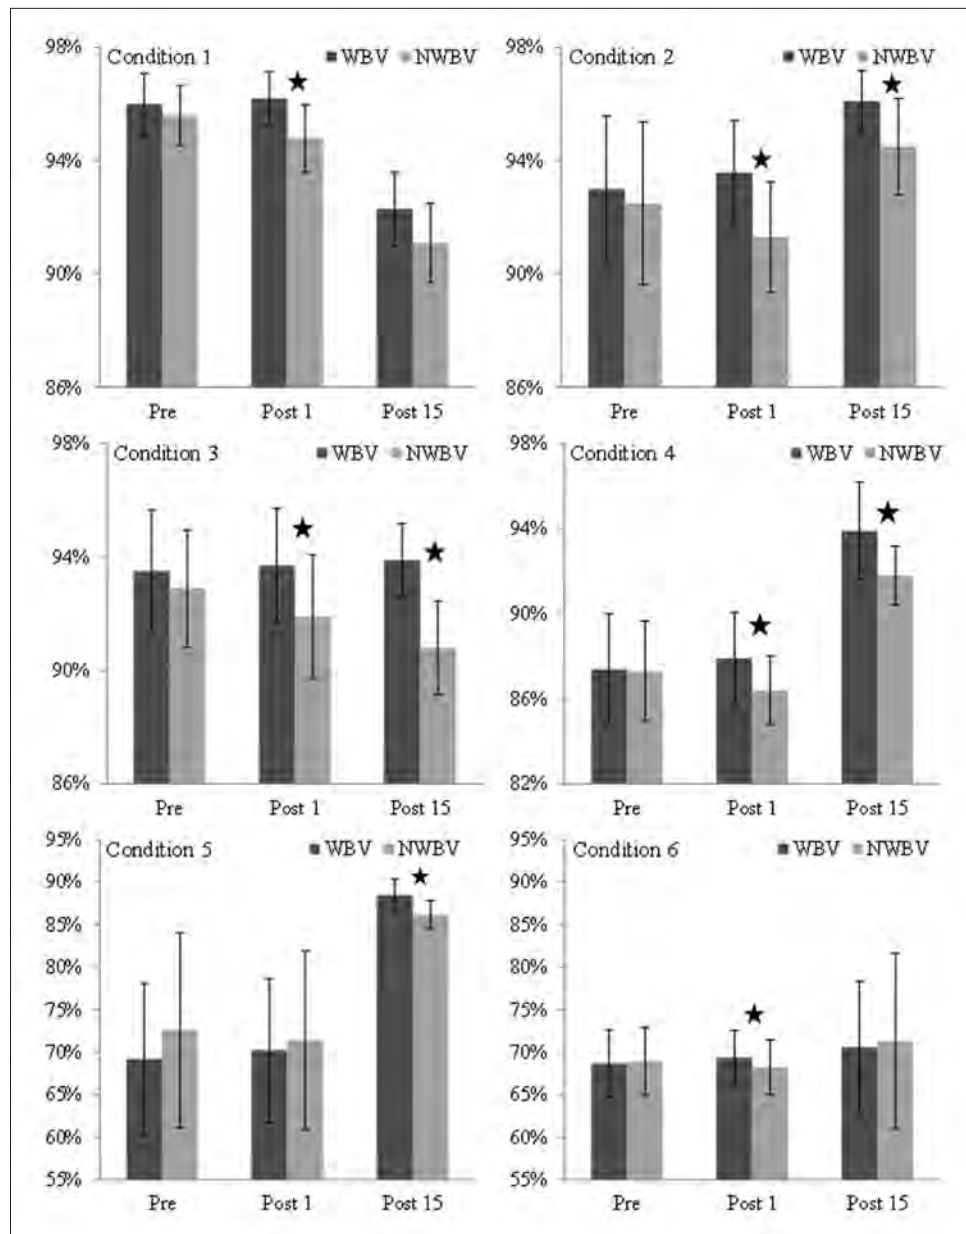 Condition 1 WBV NWBV
98%
94%
90%
86%
Pre Post 1 Post 15
Condition 2 WBV NWBV
98%
94%
90%
86%
Pre Post 1 Post 15
Condition 3 WBV NWBV
98%
94%
90%
86%
Pre Post 1 Post 15
Condition 4 WBV NWBV
98%
94%
90%
86%
82%
Pre Post 1 Post 15
Condition 5 WBV NWBV
95%
90%
85%
80%
75%
70%
65%
60%
55%
Pre Post 1 Post 15
Condition 6 WBV NWBV
95%
90%
85%
80%
75%
70%
65%
60%
55%
Pre Post 1 Post 15